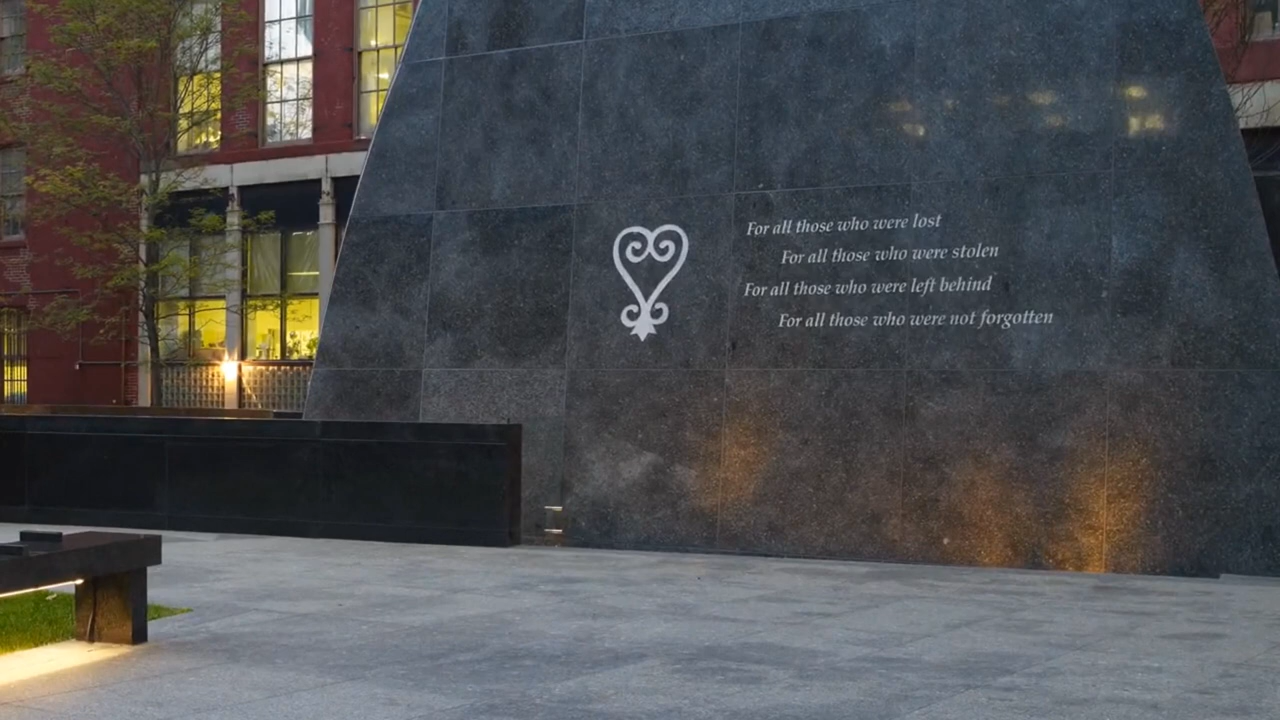 For all those who were lost
For all those who were stolen
For all those who were left behind
For all those who were not forgotten